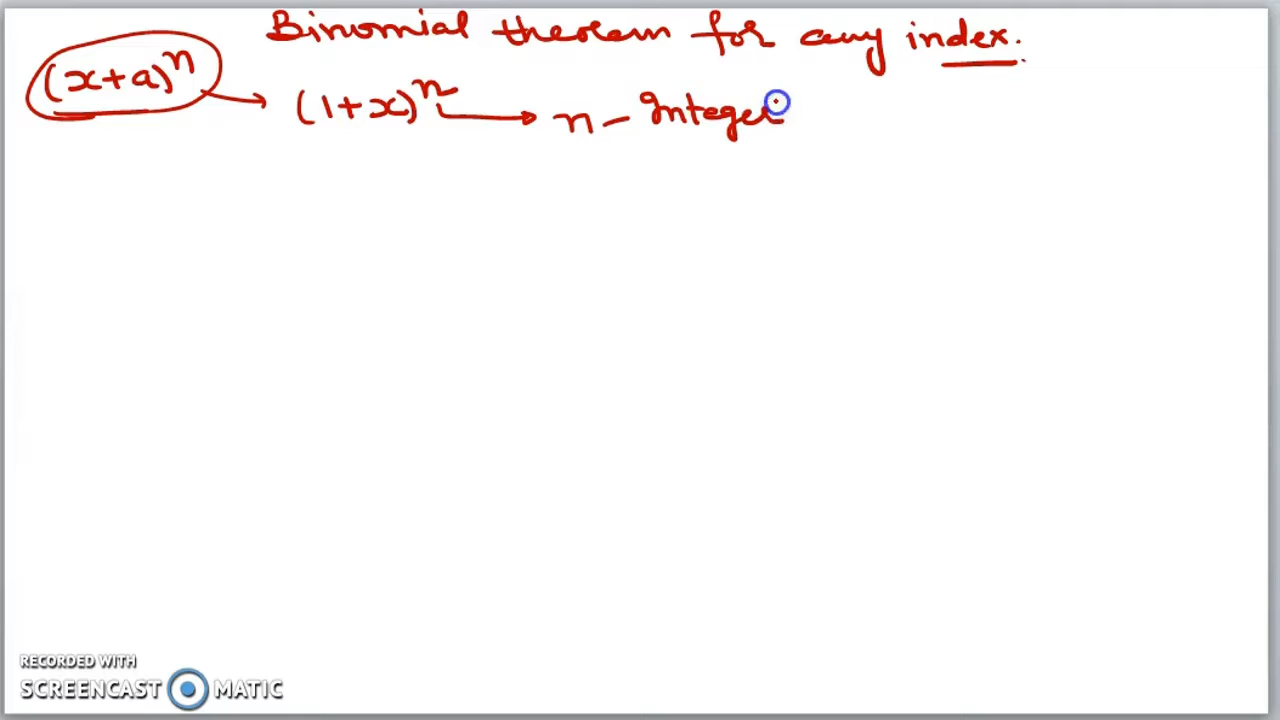 Binomial theorem for any index.
(x+a)^n → (1+x)^n → n – Integer
RECORDED WITH
SCREENCAST MATIC